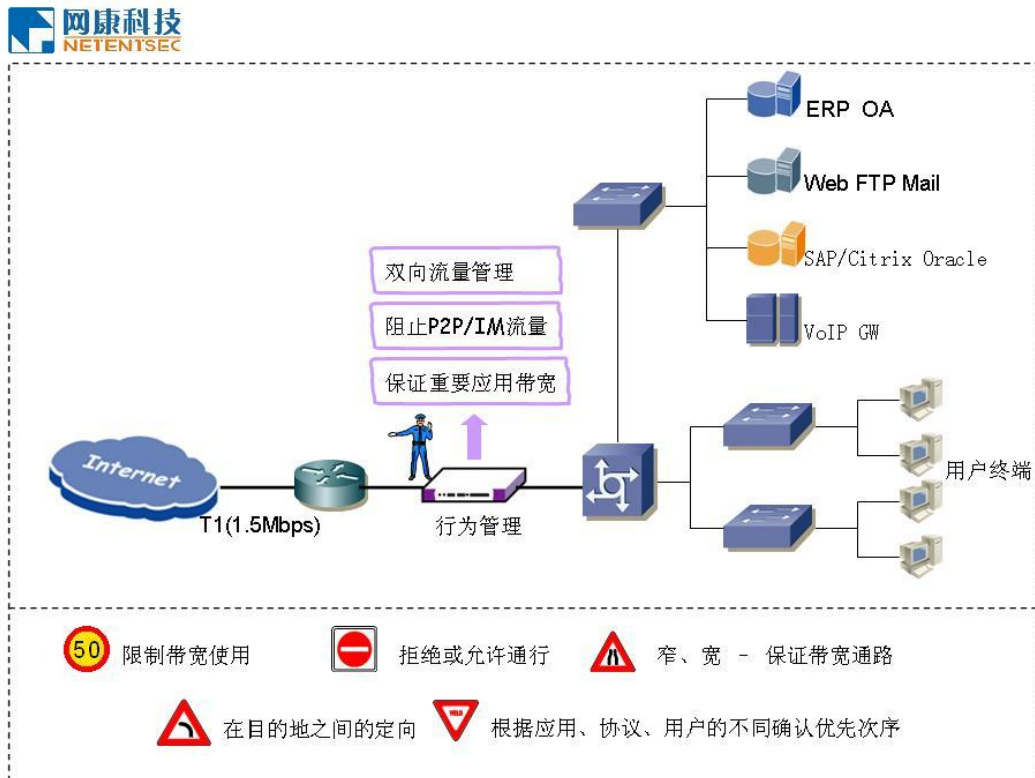 网康科技
NETENTSEC
ERP OA
Web FTP Mail
SAP/Citrix Oracle
VoIP GW
双向流量管理
阻止P2P/IM流量
保证重要应用带宽
Internet
T1(1.5Mbps)
行为管理
用户终端
50 限制带宽使用
拒绝或允许通行
窄、宽 - 保证带宽通路
在目的地之间的定向
YIELD
根据应用、协议、用户的不同确认优先次序